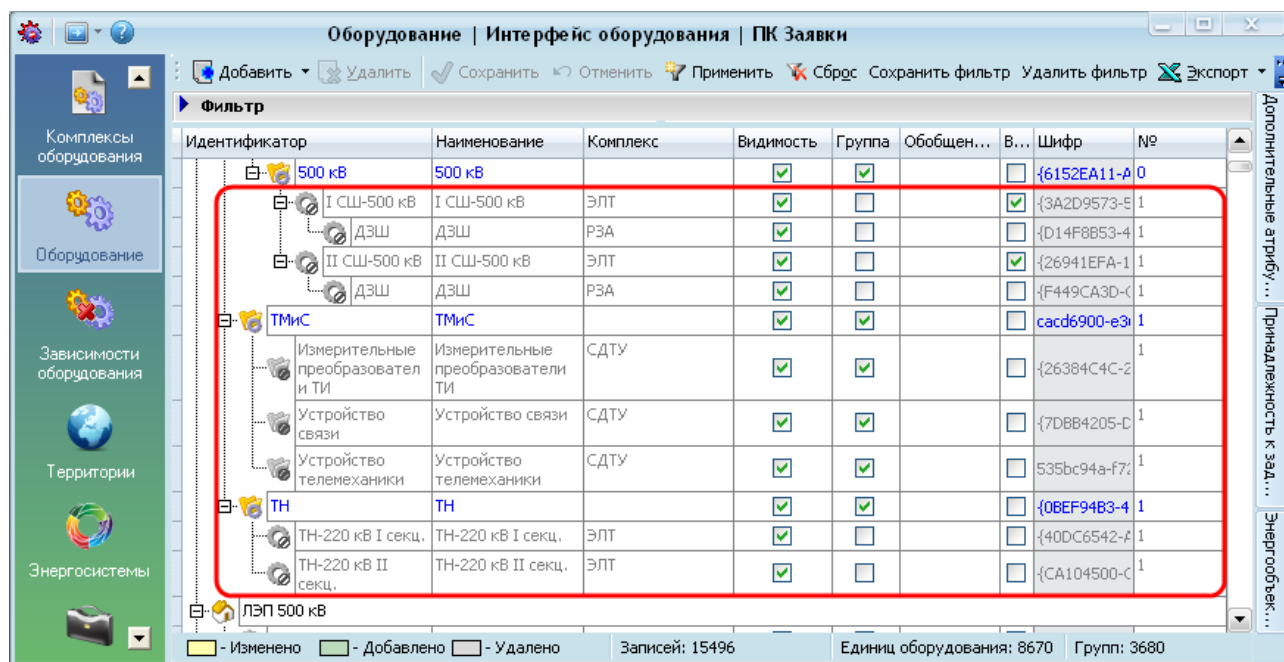 Оборудование | Интерфейс оборудования | ПК Заявки
Добавить Удалить Сохранить Отменить Применить Сброс Сохранить фильтр Удалить фильтр Экспорт
Фильтр
Комплексы
оборудования
Оборудование
Зависимости
оборудования
Территории
Энергосистемы
Идентификатор Наименование Комплекс Видимость Группа Обобщен... В... Шифр №
500 кВ 500 кВ {6152EA11-A 0
I СШ-500 кВ I СШ-500 кВ ЭЛТ {3A2D9573-5 1
ДЗШ ДЗШ РЗА {D14F8B53-4 1
II СШ-500 кВ II СШ-500 кВ ЭЛТ {26941EFA-1 1
ДЗШ ДЗШ РЗА {F449CA3D-( 1
ТМиС ТМиС cacd6900-e3 1
Измерительные Измерительные СДТУ 1
преобразовател преобразователи {26384C4C-2
и ТИ ТИ
Устройство Устройство связи СДТУ 1
связи {7DBB4205-D
Устройство Устройство СДТУ 1
телемеханики телемеханики 535bc94a-f7
ТН ТН {0BEF94B3-4 1
ТН-220 кВ I секц. ТН-220 кВ I секц. ЭЛТ {40DC6542-A 1
ТН-220 кВ II ТН-220 кВ II секц. ЭЛТ {CA104500-C 1
секц.
ЛЭП 500 кВ
- Изменено - Добавлено - Удалено Записей: 15496 Единиц оборудования: 8670 Групп: 3680
Дополнительные атрибу...
Принадлежность к зад...
Энергообъек...